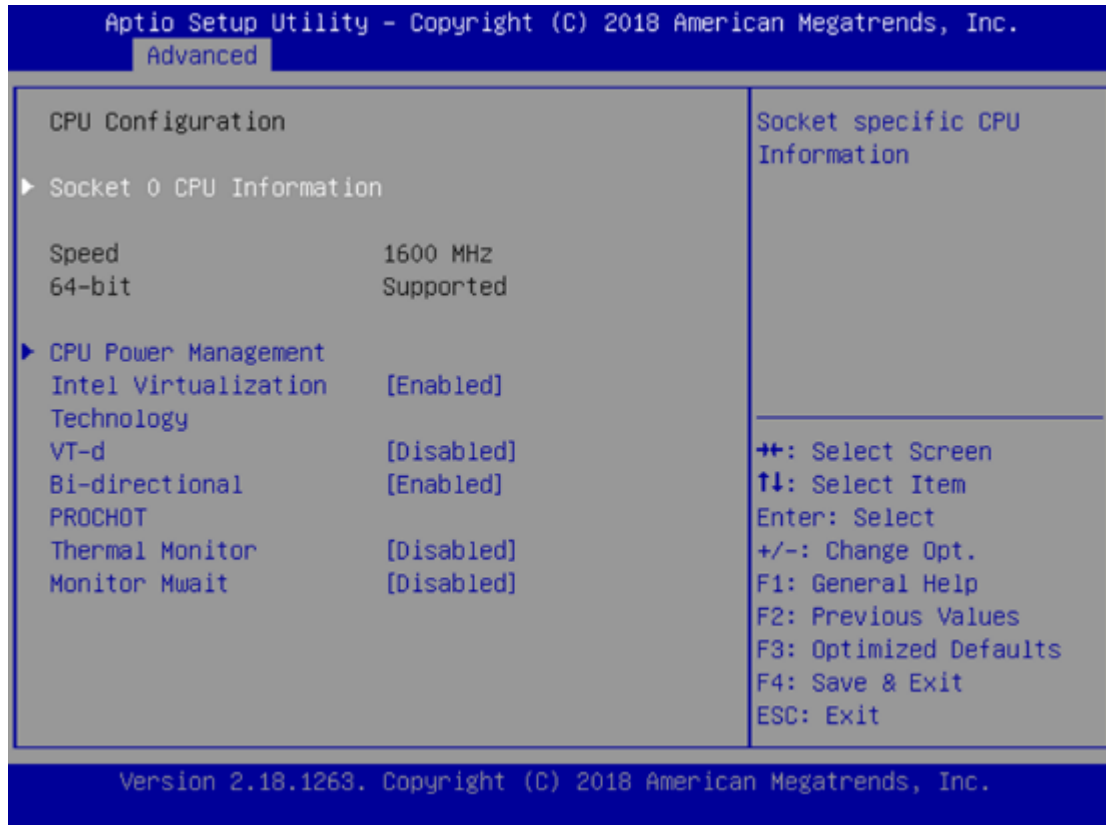 Aptio Setup Utility – Copyright (C) 2018 American Megatrends, Inc.
Advanced
CPU Configuration
Socket 0 CPU Information
Speed 1600 MHz
64-bit Supported
CPU Power Management
Intel Virtualization [Enabled]
Technology
VT-d [Disabled]
Bi-directional [Enabled]
PROCHOT
Thermal Monitor [Disabled]
Monitor Mwait [Disabled]
Socket specific CPU
Information
→←: Select Screen
↑↓: Select Item
Enter: Select
+/-: Change Opt.
F1: General Help
F2: Previous Values
F3: Optimized Defaults
F4: Save & Exit
ESC: Exit
Version 2.18.1263. Copyright (C) 2018 American Megatrends, Inc.